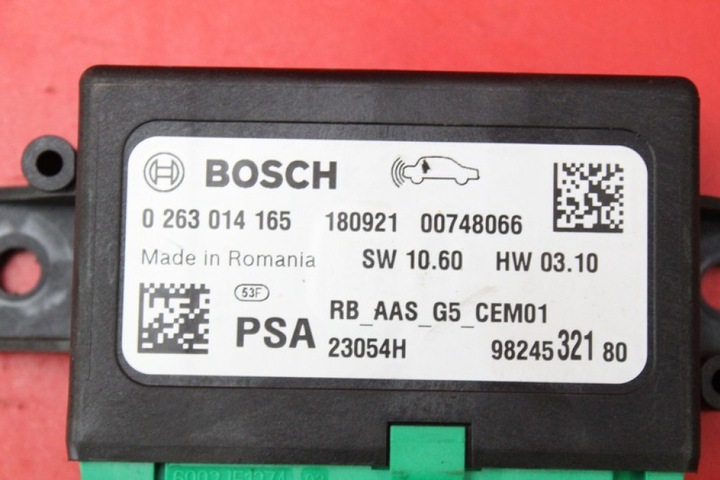 BOSCH
0 263 014 165 180921 00748066
Made in Romania SW 10.60 HW 03.10
53F
PSA RB_AAS_G5_CEM01
23054H 98245 321 80